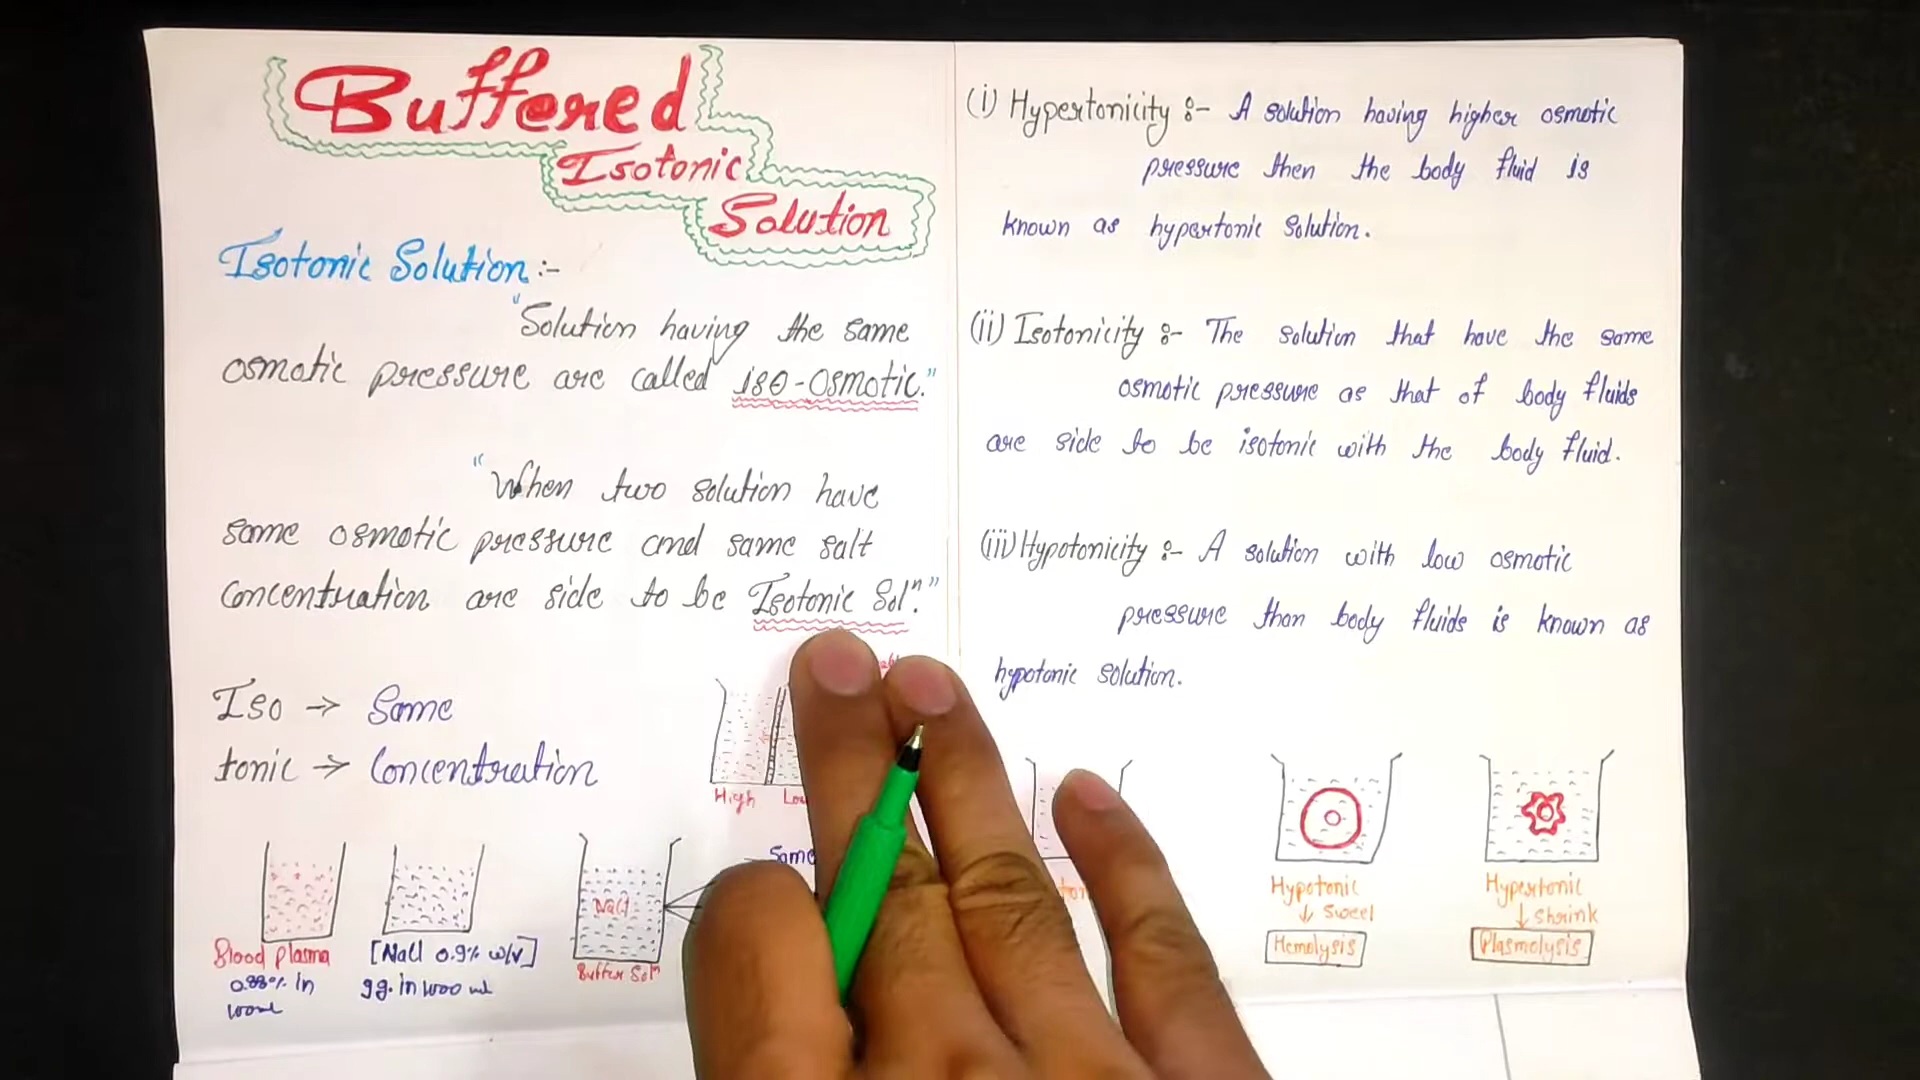 Buffered
Isotonic
Solution
Isotonic Solution :-
"Solution having the same
osmotic pressure are called iso-osmotic."
"When two solution have
same osmotic pressure and same salt
concentration are side to be Isotonic Solⁿ."
Iso → Same
tonic → Concentration
High
Same
NaCl
Buffer Solⁿ
Blood plasma
0.88% in
100ml
[NaCl 0.9% w/v]
9g. in 1000 ml
(i) Hypertonicity :- A solution having higher osmotic
pressure then the body fluid is
known as hypertonic solution.
(ii) Isotonicity :- The solution that have the same
osmotic pressure as that of body fluids
are side to be isotonic with the body fluid.
(iii) Hypotonicity :- A solution with low osmotic
pressure than body fluids is known as
hypotonic solution.
Hypotonic
↓ sweel
Hemolysis
Hypertonic
↓ shrink
Plasmolysis